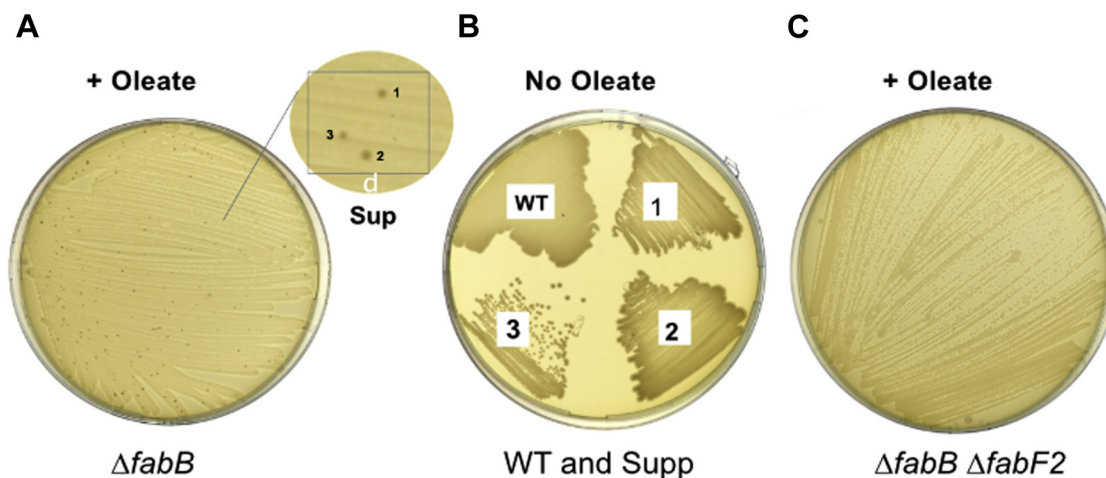 A
B
C
+ Oleate
No Oleate
+ Oleate
1
3
2
d
Sup
WT
1
3
2
ΔfabB
WT and Supp
ΔfabB ΔfabF2